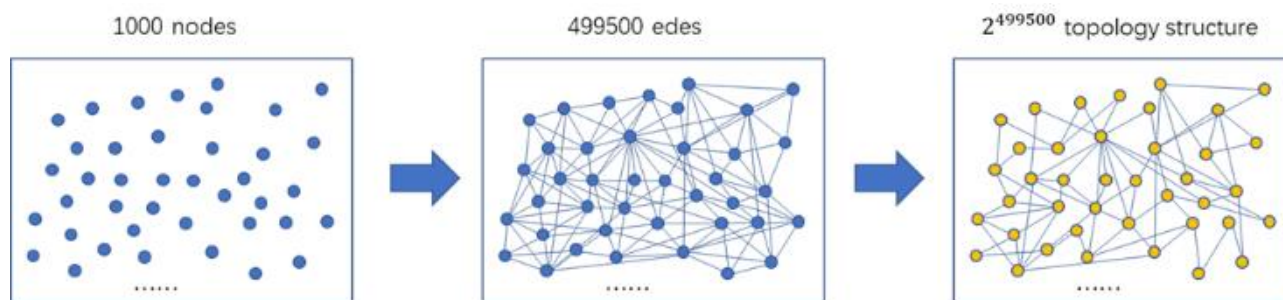 1000 nodes
499500 edes
2^499500 topology structure
......
......
......